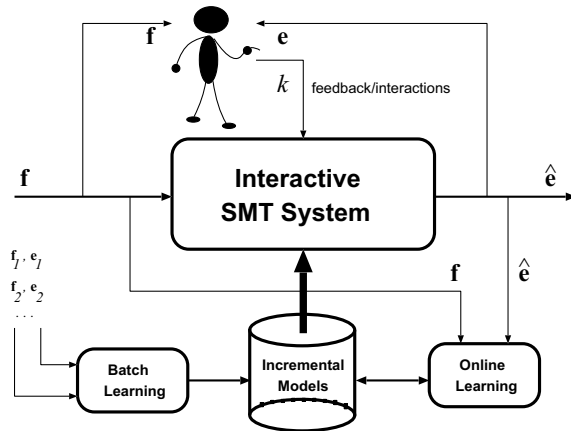 f
e
k
feedback/interactions
f
Interactive
SMT System
ê
f₁, e₁
f₂, e₂
...
f
ê
Batch
Learning
Incremental
Models
Online
Learning